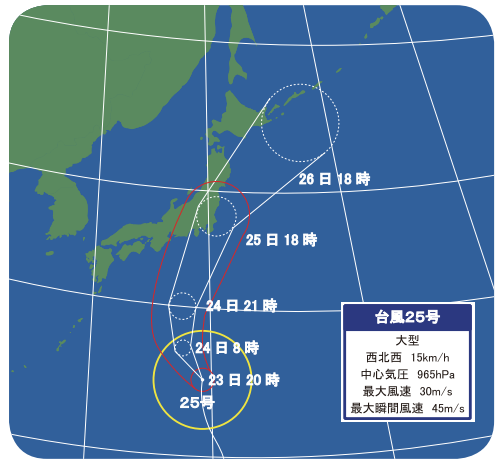 26日18時
25日18時
24日21時
24日8時
23日20時
25号
台風25号
大型
西北西 15km/h
中心気圧 965hPa
最大風速 30m/s
最大瞬間風速 45m/s